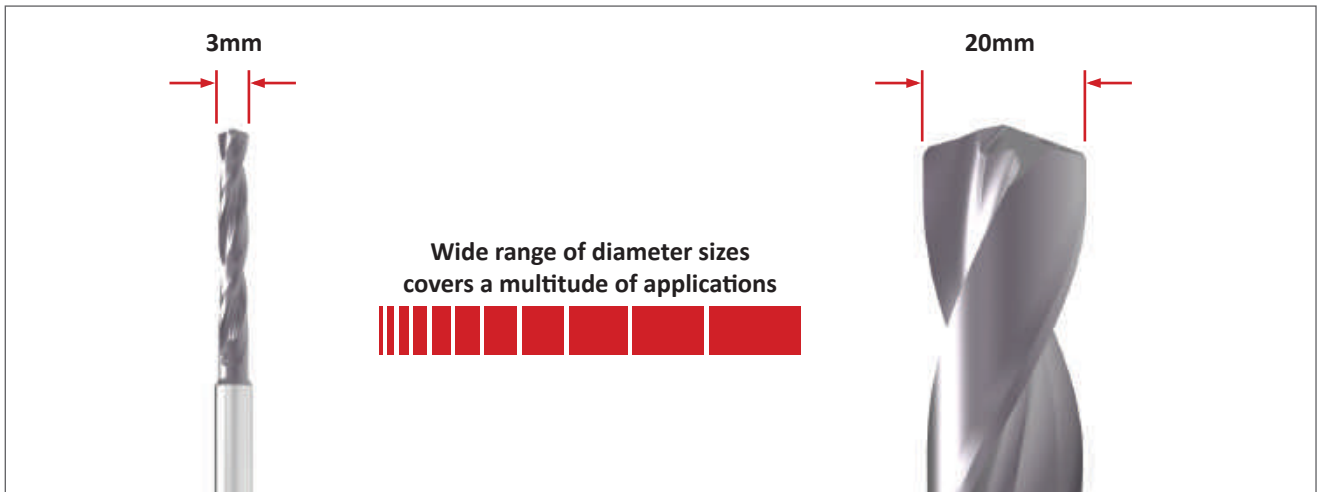 3mm
20mm
Wide range of diameter sizes
covers a multitude of applications